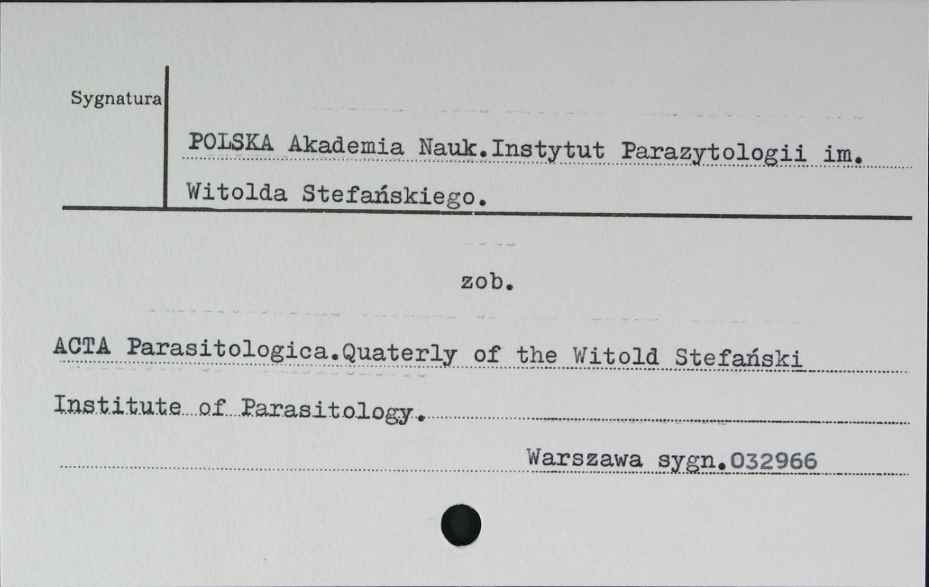 Sygnatura
POLSKA Akademia Nauk.Instytut Parazytologii im.
Witolda Stefańskiego.
zob.
ACTA Parasitologica.Quaterly of the Witold Stefański
Institute of Parasitology.
Warszawa sygn.032966